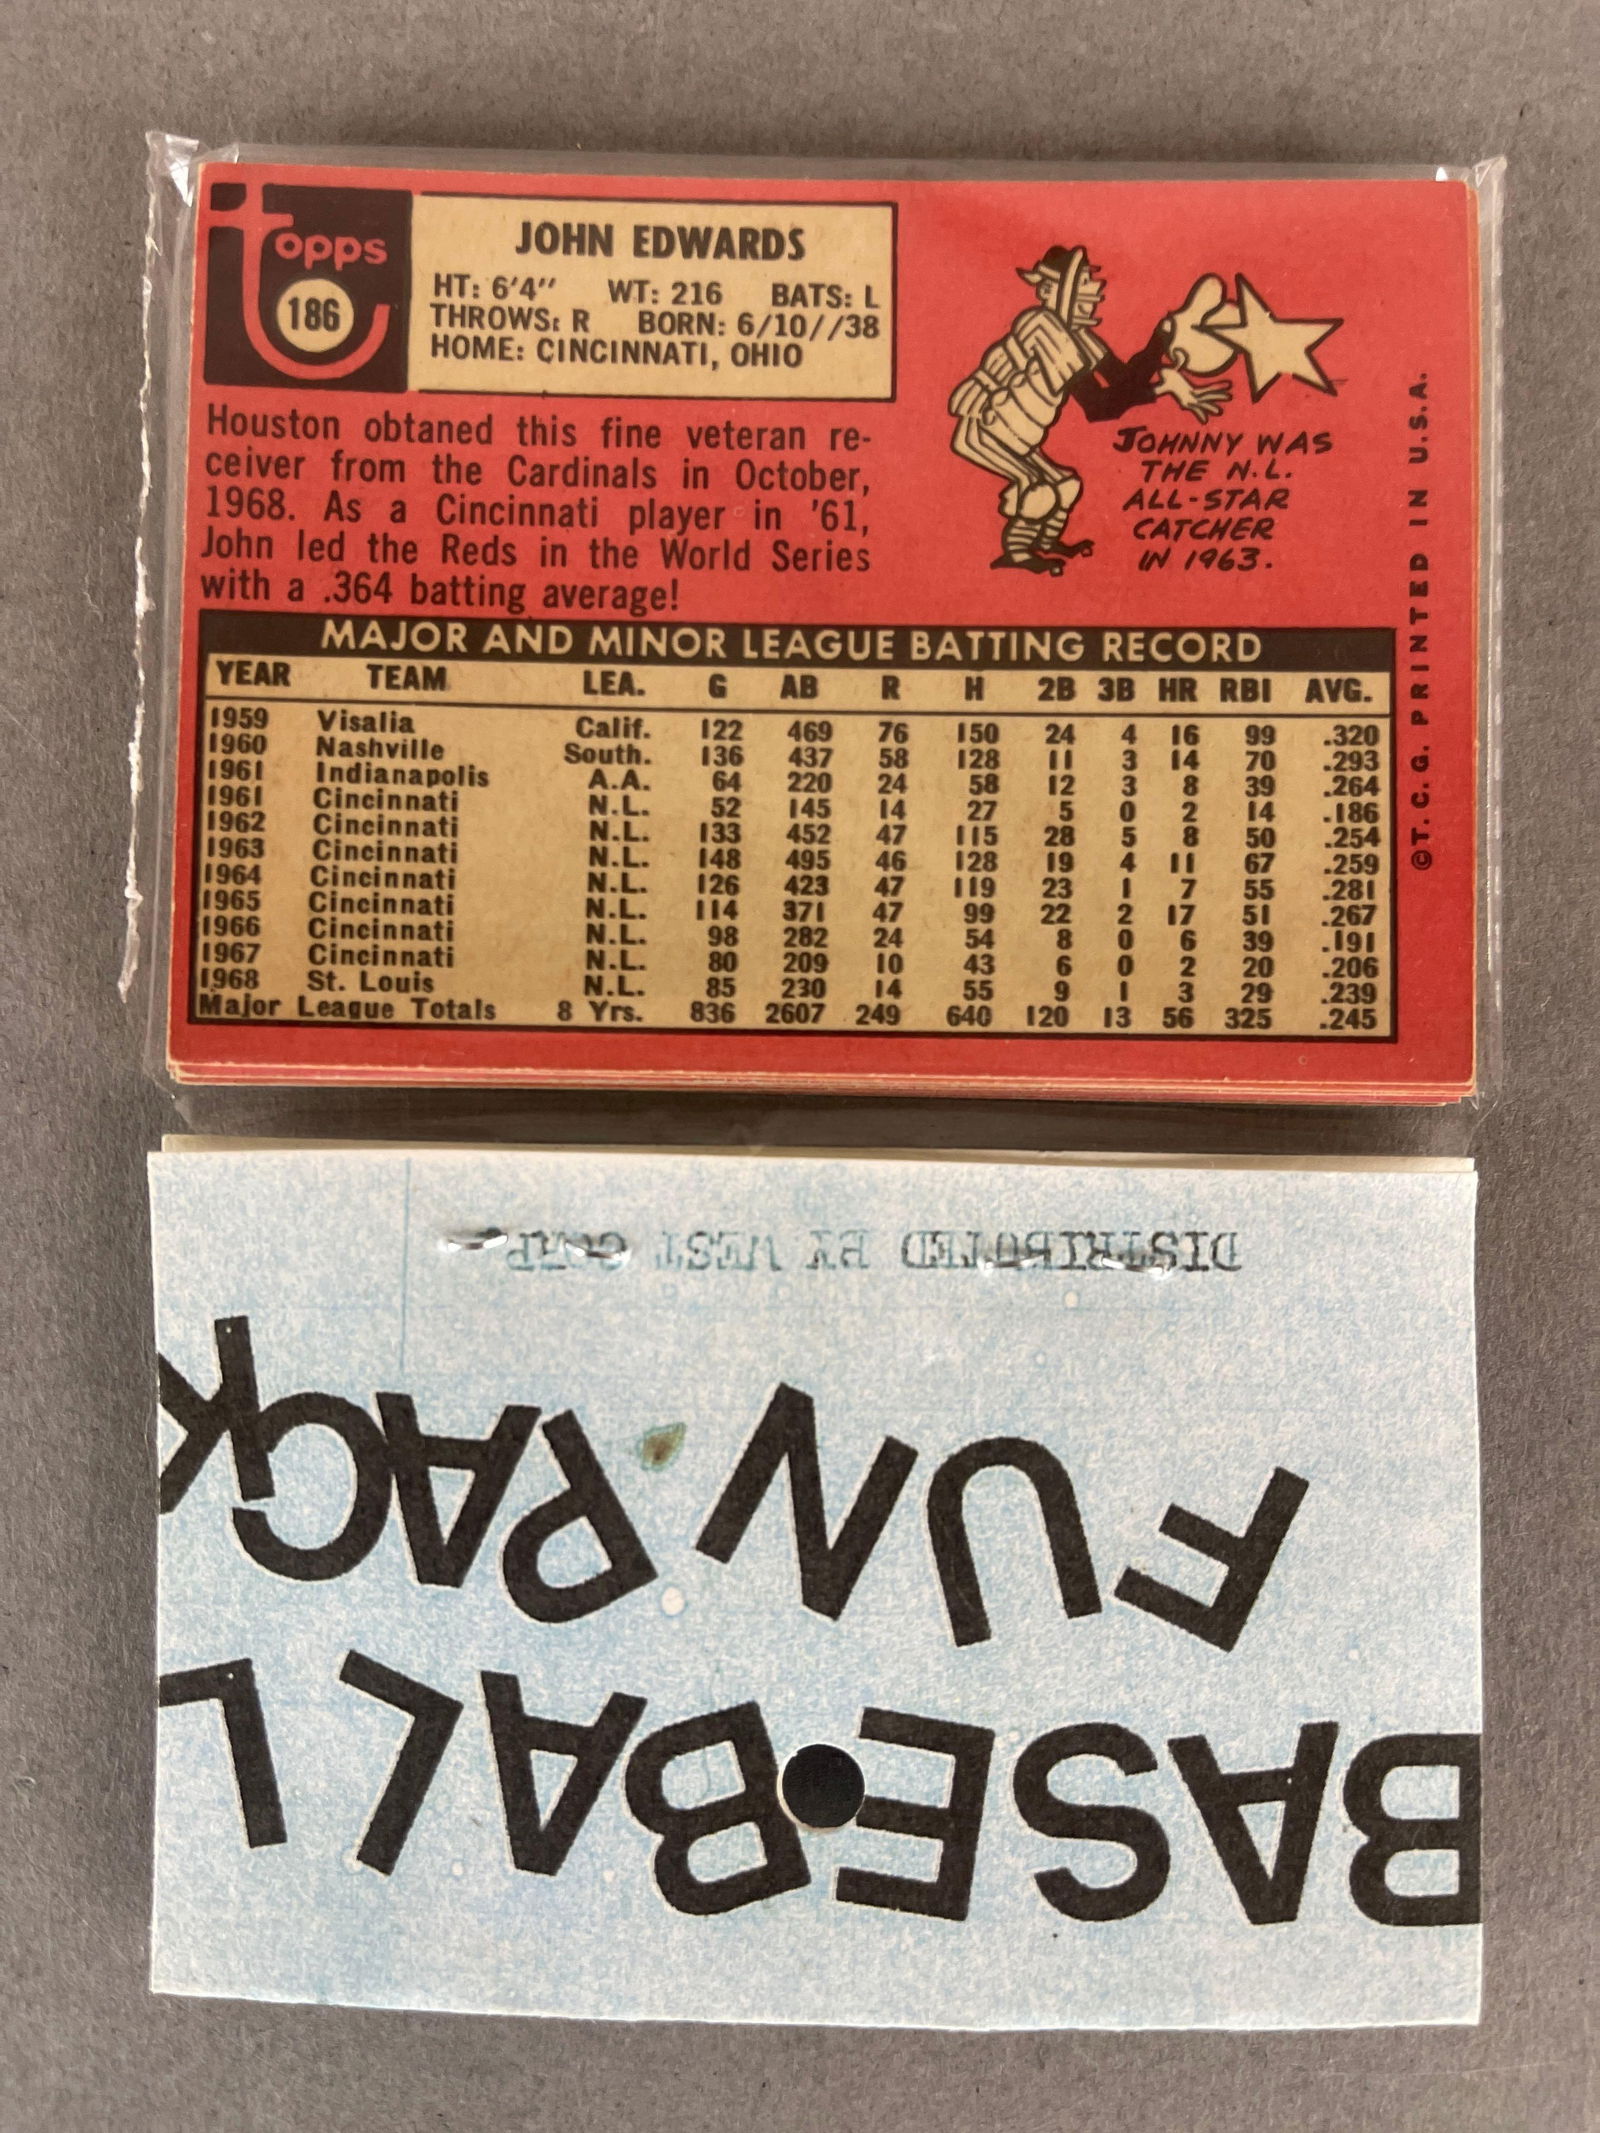 topps
186
JOHN EDWARDS
HT: 6'4" WT: 216 BATS: L
THROWS: R BORN: 6/10//38
HOME: CINCINNATI, OHIO
Houston obtaned this fine veteran re-
ceiver from the Cardinals in October,
1968. As a Cincinnati player in '61,
John led the Reds in the World Series
with a .364 batting average!
JOHNNY WAS
THE N.L.
ALL-STAR
CATCHER
IN 1963.
©T.C.G. PRINTED IN U.S.A.
MAJOR AND MINOR LEAGUE BATTING RECORD
YEAR TEAM LEA. G AB R H 2B 3B HR RBI AVG.
1959 Visalia Calif. 122 469 76 150 24 4 16 99 .320
1960 Nashville South. 136 437 58 128 11 3 14 70 .293
1961 Indianapolis A.A. 64 220 24 58 12 3 8 39 .264
1961 Cincinnati N.L. 52 145 14 27 5 0 2 14 .186
1962 Cincinnati N.L. 133 452 47 115 28 5 8 50 .254
1963 Cincinnati N.L. 148 495 46 128 19 4 11 67 .259
1964 Cincinnati N.L. 126 423 47 119 23 1 7 55 .281
1965 Cincinnati N.L. 114 371 47 99 22 2 17 51 .267
1966 Cincinnati N.L. 98 282 24 54 8 0 6 39 .191
1967 Cincinnati N.L. 80 209 10 43 6 0 2 20 .206
1968 St. Louis N.L. 85 230 14 55 9 1 3 29 .239
Major League Totals 8 Yrs. 836 2607 249 640 120 13 56 325 .245
BASEBALL
FUN PACK
DISTRIBUTED BY WEST CORP.